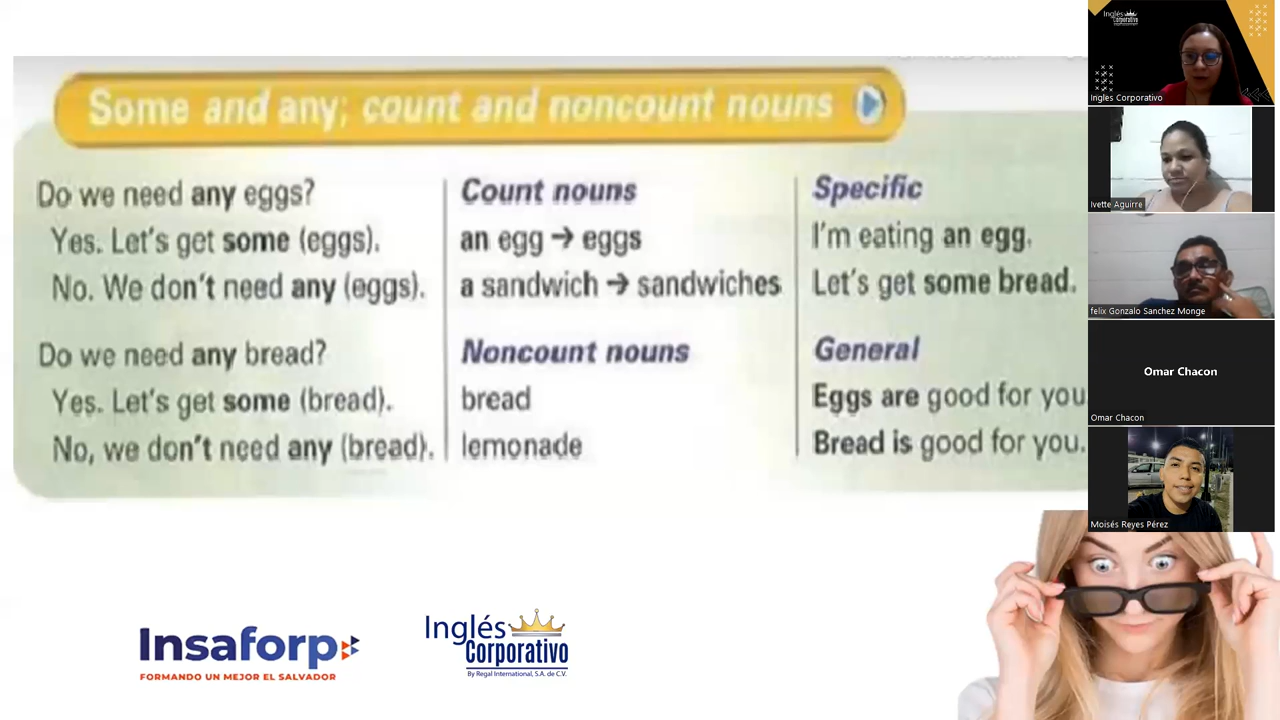 Some and any; count and noncount nouns
Do we need any eggs?
Yes. Let's get some (eggs).
No. We don't need any (eggs).
Do we need any bread?
Yes. Let's get some (bread).
No, we don't need any (bread).
Count nouns
an egg → eggs
a sandwich → sandwiches
Noncount nouns
bread
lemonade
Specific
I'm eating an egg.
Let's get some bread.
General
Eggs are good for you
Bread is good for you.
Insaforp
FORMANDO UN MEJOR EL SALVADOR
Inglés
Corporativo
By Regal International, S.A. de C.V.
Inglés
Corporativo
Ingles Corporativo
Ivette Aguirre
felix Gonzalo Sanchez Monge
Omar Chacon
Omar Chacon
Moisés Reyes Pérez